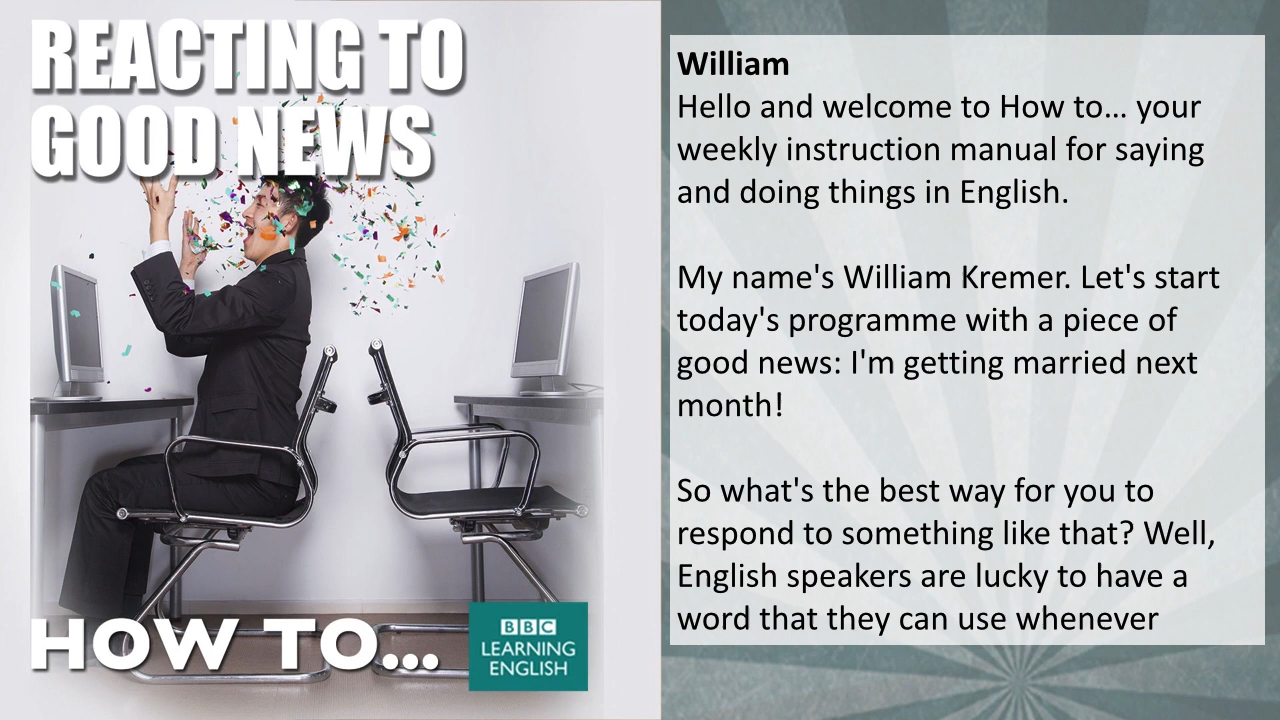 REACTING TO
GOOD NEWS
HOW TO...
BBC
LEARNING
ENGLISH
William
Hello and welcome to How to… your
weekly instruction manual for saying
and doing things in English.
My name's William Kremer. Let's start
today's programme with a piece of
good news: I'm getting married next
month!
So what's the best way for you to
respond to something like that? Well,
English speakers are lucky to have a
word that they can use whenever